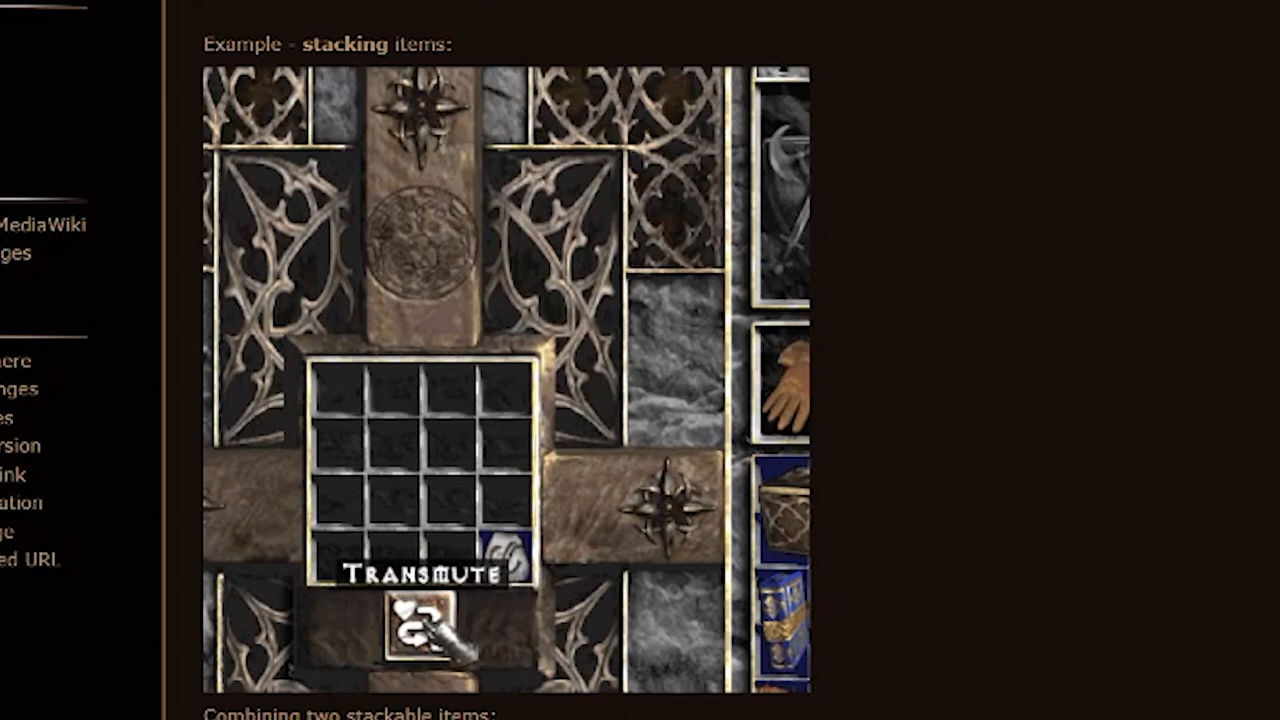 Example - stacking items:
MediaWiki
ges
here
nges
es
rsion
ink
ation
TRANSMUTE
ge
ed URL
Combining two stackable items: